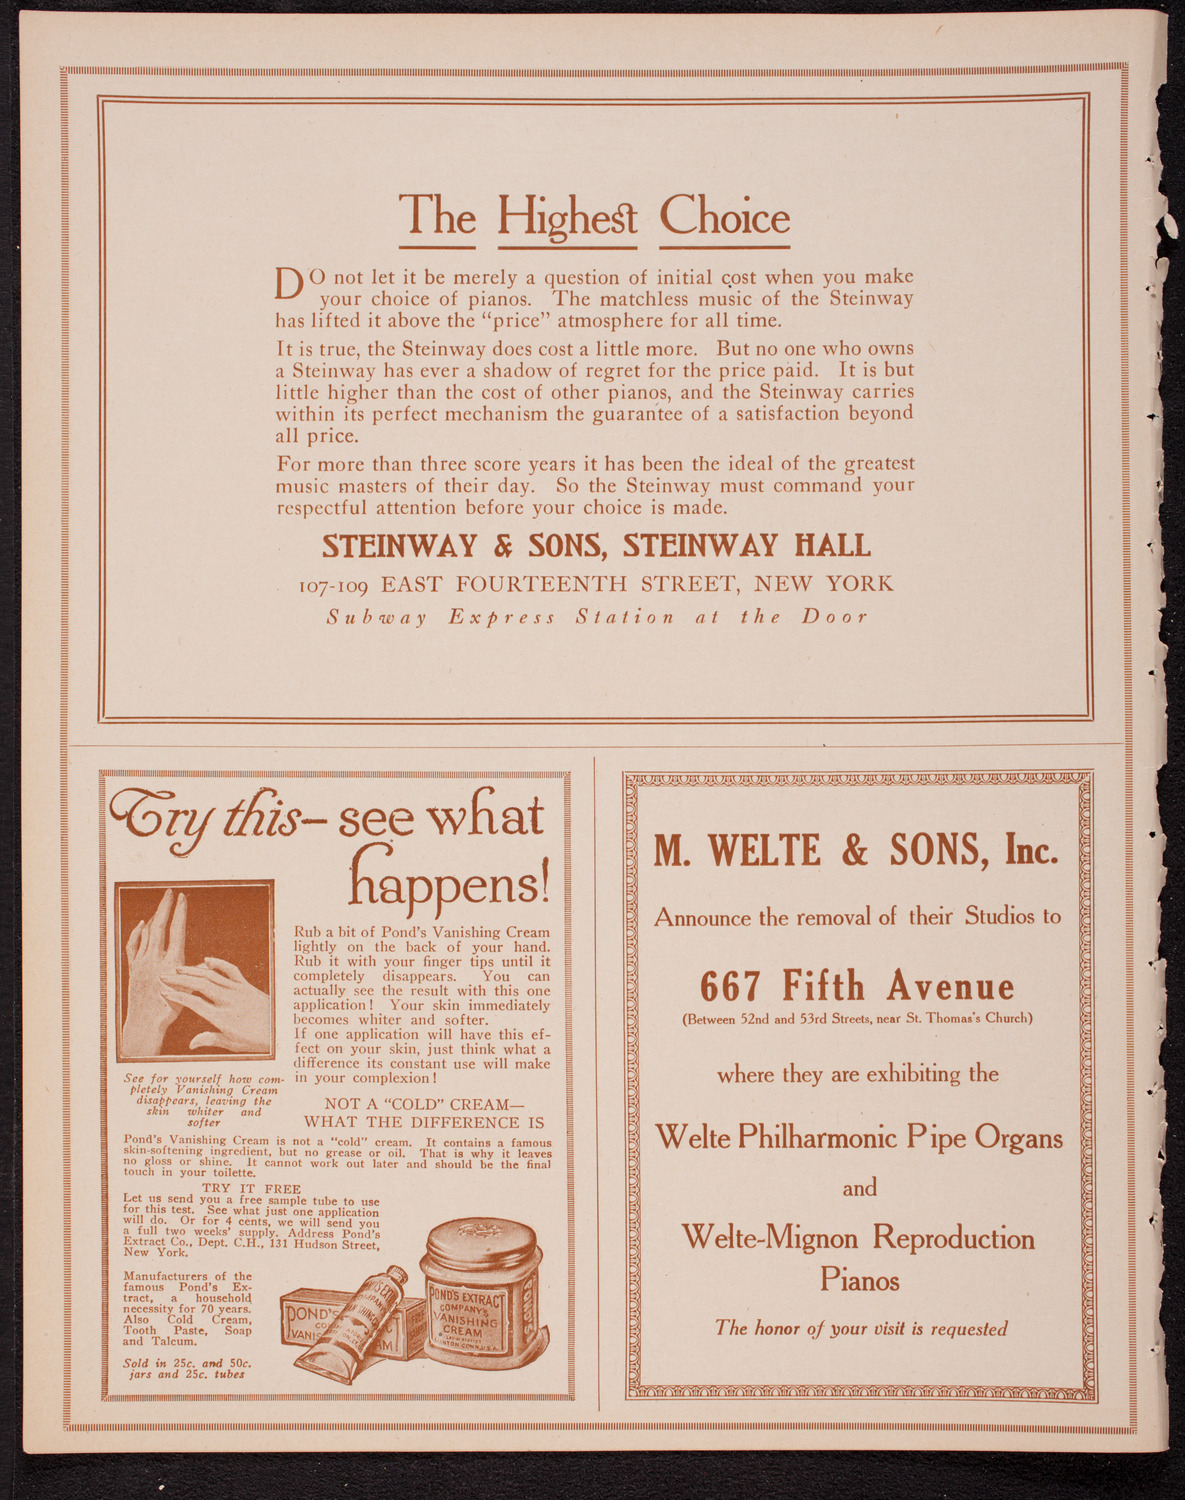 The Highest Choice
DO not let it be merely a question of initial cost when you make
your choice of pianos. The matchless music of the Steinway
has lifted it above the “price” atmosphere for all time.
It is true, the Steinway does cost a little more. But no one who owns
a Steinway has ever a shadow of regret for the price paid. It is but
little higher than the cost of other pianos, and the Steinway carries
within its perfect mechanism the guarantee of a satisfaction beyond
all price.
For more than three score years it has been the ideal of the greatest
music masters of their day. So the Steinway must command your
respectful attention before your choice is made.
STEINWAY & SONS, STEINWAY HALL
107-109 EAST FOURTEENTH STREET, NEW YORK
Subway Express Station at the Door
Try this—see what
happens!
Rub a bit of Pond's Vanishing Cream
lightly on the back of your hand.
Rub it with your finger tips until it
completely disappears. You can
actually see the result with this one
application! Your skin immediately
becomes whiter and softer.
If one application will have this ef-
fect on your skin, just think what a
difference its constant use will make
in your complexion!
See for yourself how com-
pletely Vanishing Cream
disappears, leaving the
skin whiter and
softer
NOT A “COLD” CREAM—
WHAT THE DIFFERENCE IS
Pond's Vanishing Cream is not a “cold” cream. It contains a famous
skin-softening ingredient, but no grease or oil. That is why it leaves
no gloss or shine. It cannot work out later and should be the final
touch in your toilette.
TRY IT FREE
Let us send you a free sample tube to use
for this test. See what just one application
will do. Or for 4 cents, we will send you
a full two weeks' supply. Address Pond's
Extract Co., Dept. C.H., 131 Hudson Street,
New York.
Manufacturers of the
famous Pond's Ex-
tract, a household
necessity for 70 years.
Also Cold Cream,
Tooth Paste, Soap
and Talcum.
Sold in 25c. and 50c.
jars and 25c. tubes
POND'S
VANIS
POND'S EXTRACT
COMPANY'S
VANISHING
CREAM
M. WELTE & SONS, Inc.
Announce the removal of their Studios to
667 Fifth Avenue
(Between 52nd and 53rd Streets, near St. Thomas's Church)
where they are exhibiting the
Welte Philharmonic Pipe Organs
and
Welte-Mignon Reproduction
Pianos
The honor of your visit is requested